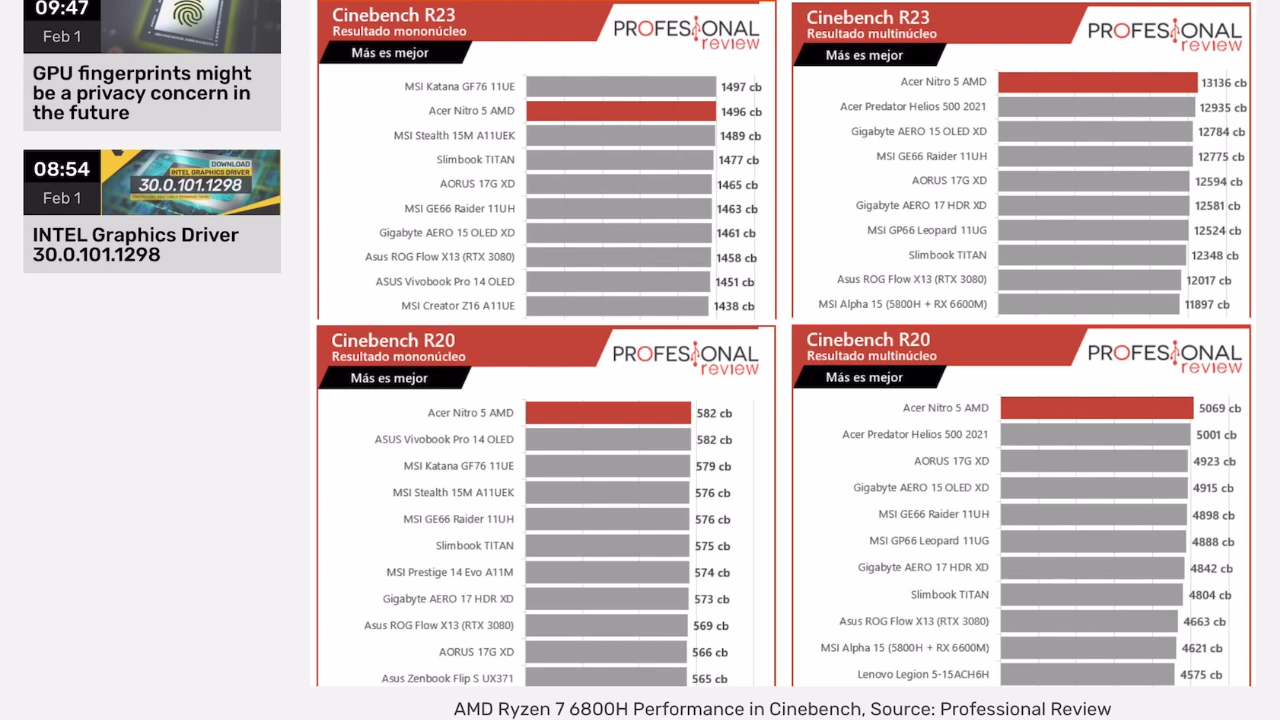 09:47
Feb 1
GPU fingerprints might
be a privacy concern in
the future
08:54
Feb 1
DOWNLOAD
INTEL GRAPHICS DRIVER
30.0.101.1298
INTEL Graphics Driver
30.0.101.1298
Cinebench R23
Resultado mononúcleo
Más es mejor
PROFESIONAL
review
MSI Katana GF76 11UE 1497 cb
Acer Nitro 5 AMD 1496 cb
MSI Stealth 15M A11UEK 1489 cb
Slimbook TITAN 1477 cb
AORUS 17G XD 1465 cb
MSI GE66 Raider 11UH 1463 cb
Gigabyte AERO 15 OLED XD 1461 cb
Asus ROG Flow X13 (RTX 3080) 1458 cb
ASUS Vivobook Pro 14 OLED 1451 cb
MSI Creator Z16 A11UE 1438 cb
Cinebench R23
Resultado multinúcleo
Más es mejor
PROFESIONAL
review
Acer Nitro 5 AMD 13136 cb
Acer Predator Helios 500 2021 12935 cb
Gigabyte AERO 15 OLED XD 12784 cb
MSI GE66 Raider 11UH 12775 cb
AORUS 17G XD 12594 cb
Gigabyte AERO 17 HDR XD 12581 cb
MSI GP66 Leopard 11UG 12524 cb
Slimbook TITAN 12348 cb
Asus ROG Flow X13 (RTX 3080) 12017 cb
MSI Alpha 15 (5800H + RX 6600M) 11897 cb
Cinebench R20
Resultado mononúcleo
Más es mejor
PROFESIONAL
review
Acer Nitro 5 AMD 582 cb
ASUS Vivobook Pro 14 OLED 582 cb
MSI Katana GF76 11UE 579 cb
MSI Stealth 15M A11UEK 576 cb
MSI GE66 Raider 11UH 576 cb
Slimbook TITAN 575 cb
MSI Prestige 14 Evo A11M 574 cb
Gigabyte AERO 17 HDR XD 573 cb
Asus ROG Flow X13 (RTX 3080) 569 cb
AORUS 17G XD 566 cb
Asus Zenbook Flip S UX371 565 cb
Cinebench R20
Resultado multinúcleo
Más es mejor
PROFESIONAL
review
Acer Nitro 5 AMD 5069 cb
Acer Predator Helios 500 2021 5001 cb
AORUS 17G XD 4923 cb
Gigabyte AERO 15 OLED XD 4915 cb
MSI GE66 Raider 11UH 4898 cb
MSI GP66 Leopard 11UG 4888 cb
Gigabyte AERO 17 HDR XD 4842 cb
Slimbook TITAN 4804 cb
Asus ROG Flow X13 (RTX 3080) 4663 cb
MSI Alpha 15 (5800H + RX 6600M) 4621 cb
Lenovo Legion 5-15ACH6H 4575 cb
AMD Ryzen 7 6800H Performance in Cinebench, Source: Professional Review